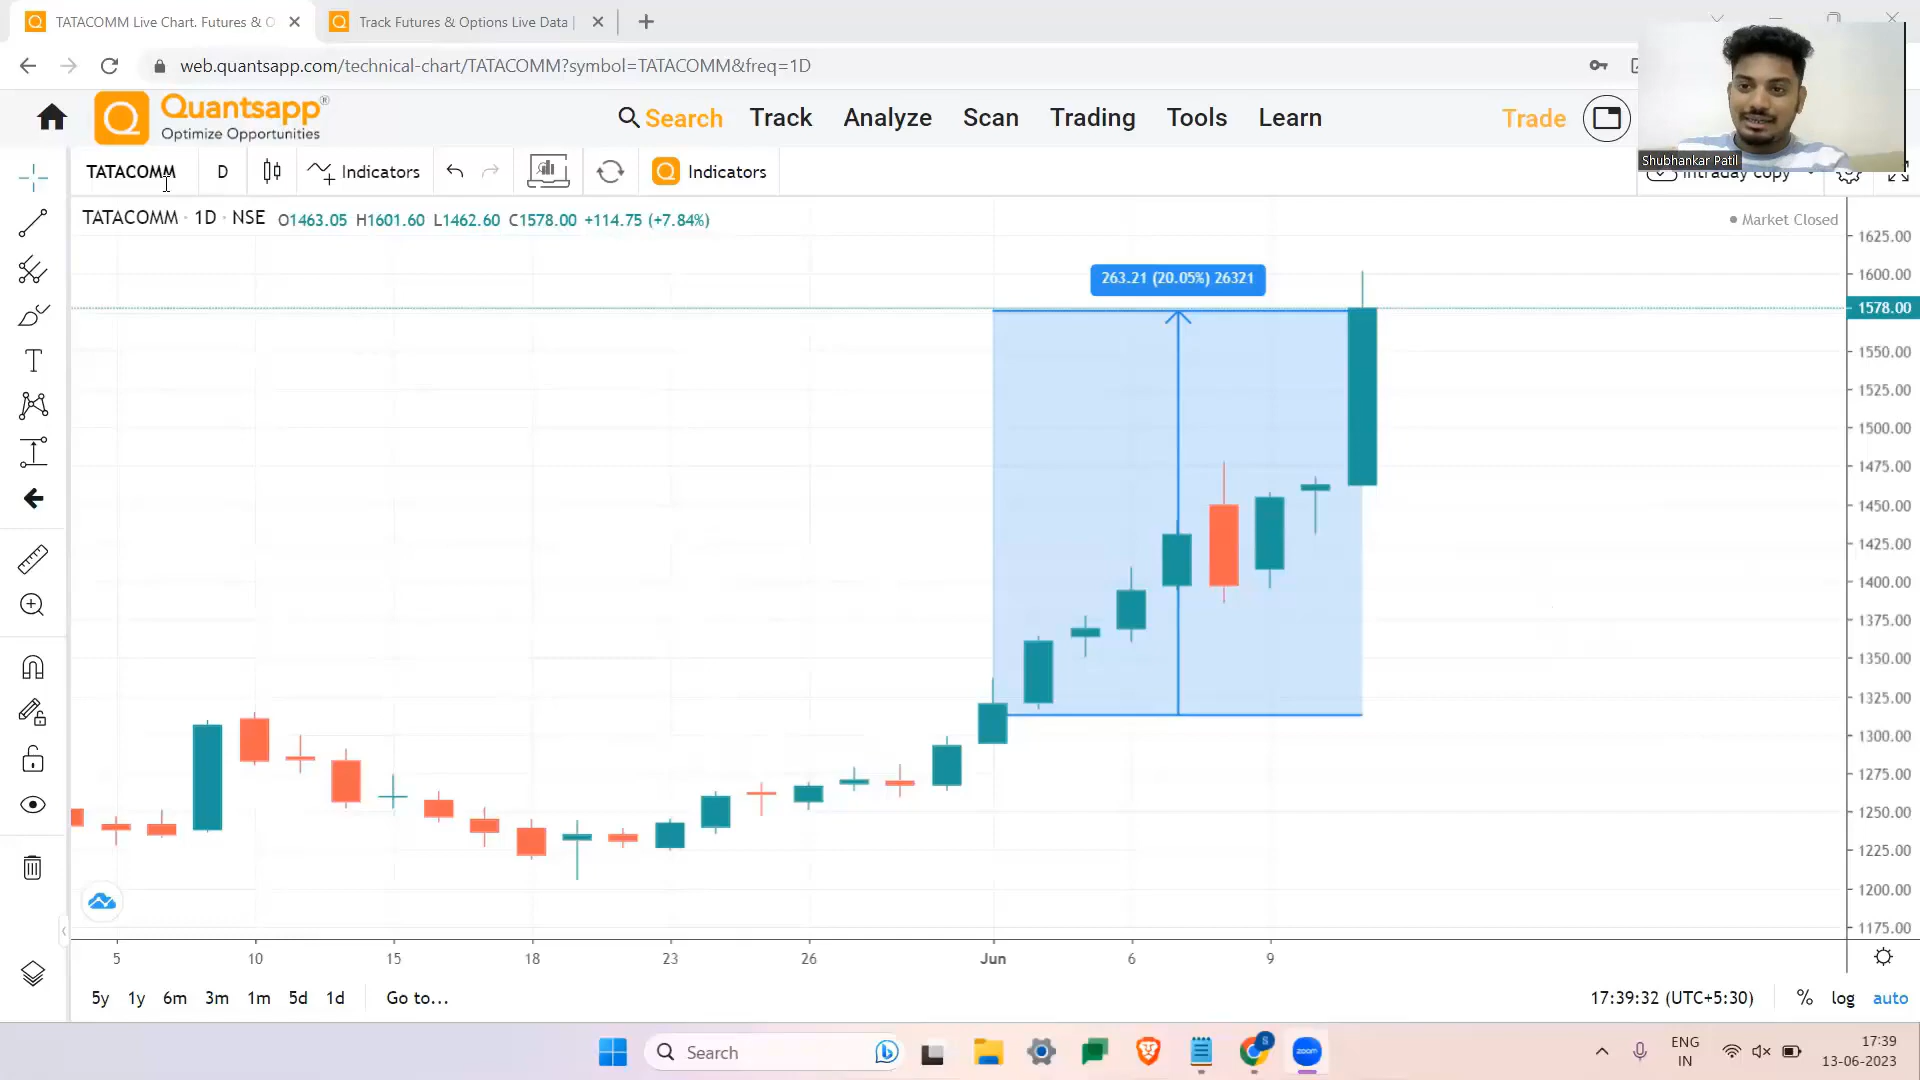 TATACOMM Live Chart. Futures & O
Track Futures & Options Live Data |
web.quantsapp.com/technical-chart/TATACOMM?symbol=TATACOMM&freq=1D
Quantsapp®
Optimize Opportunities
Search
Track
Analyze
Scan
Trading
Tools
Learn
Trade
Shubhankar Patil
TATACOMM
D
Indicators
Indicators
Intraday copy
TATACOMM · 1D · NSE O1463.05 H1601.60 L1462.60 C1578.00 +114.75 (+7.84%)
Market Closed
263.21 (20.05%) 26321
1625.00
1600.00
1578.00
1550.00
1525.00
1500.00
1475.00
1450.00
1425.00
1400.00
1375.00
1350.00
1325.00
1300.00
1275.00
1250.00
1225.00
1200.00
1175.00
5 10 15 18 23 26 Jun 6 9
5y 1y 6m 3m 1m 5d 1d Go to...
17:39:32 (UTC+5:30) % log auto
Search
zoom
ENG
IN
17:39
13-06-2023